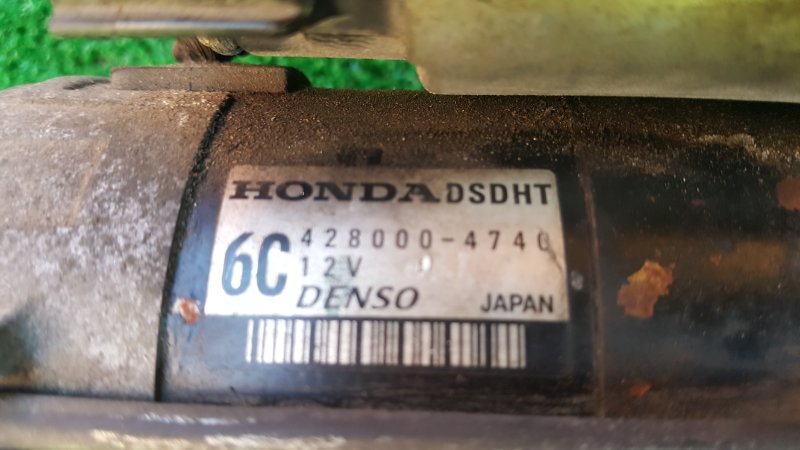 HONDA DSDHT
6C 428000-4740
12V
DENSO JAPAN